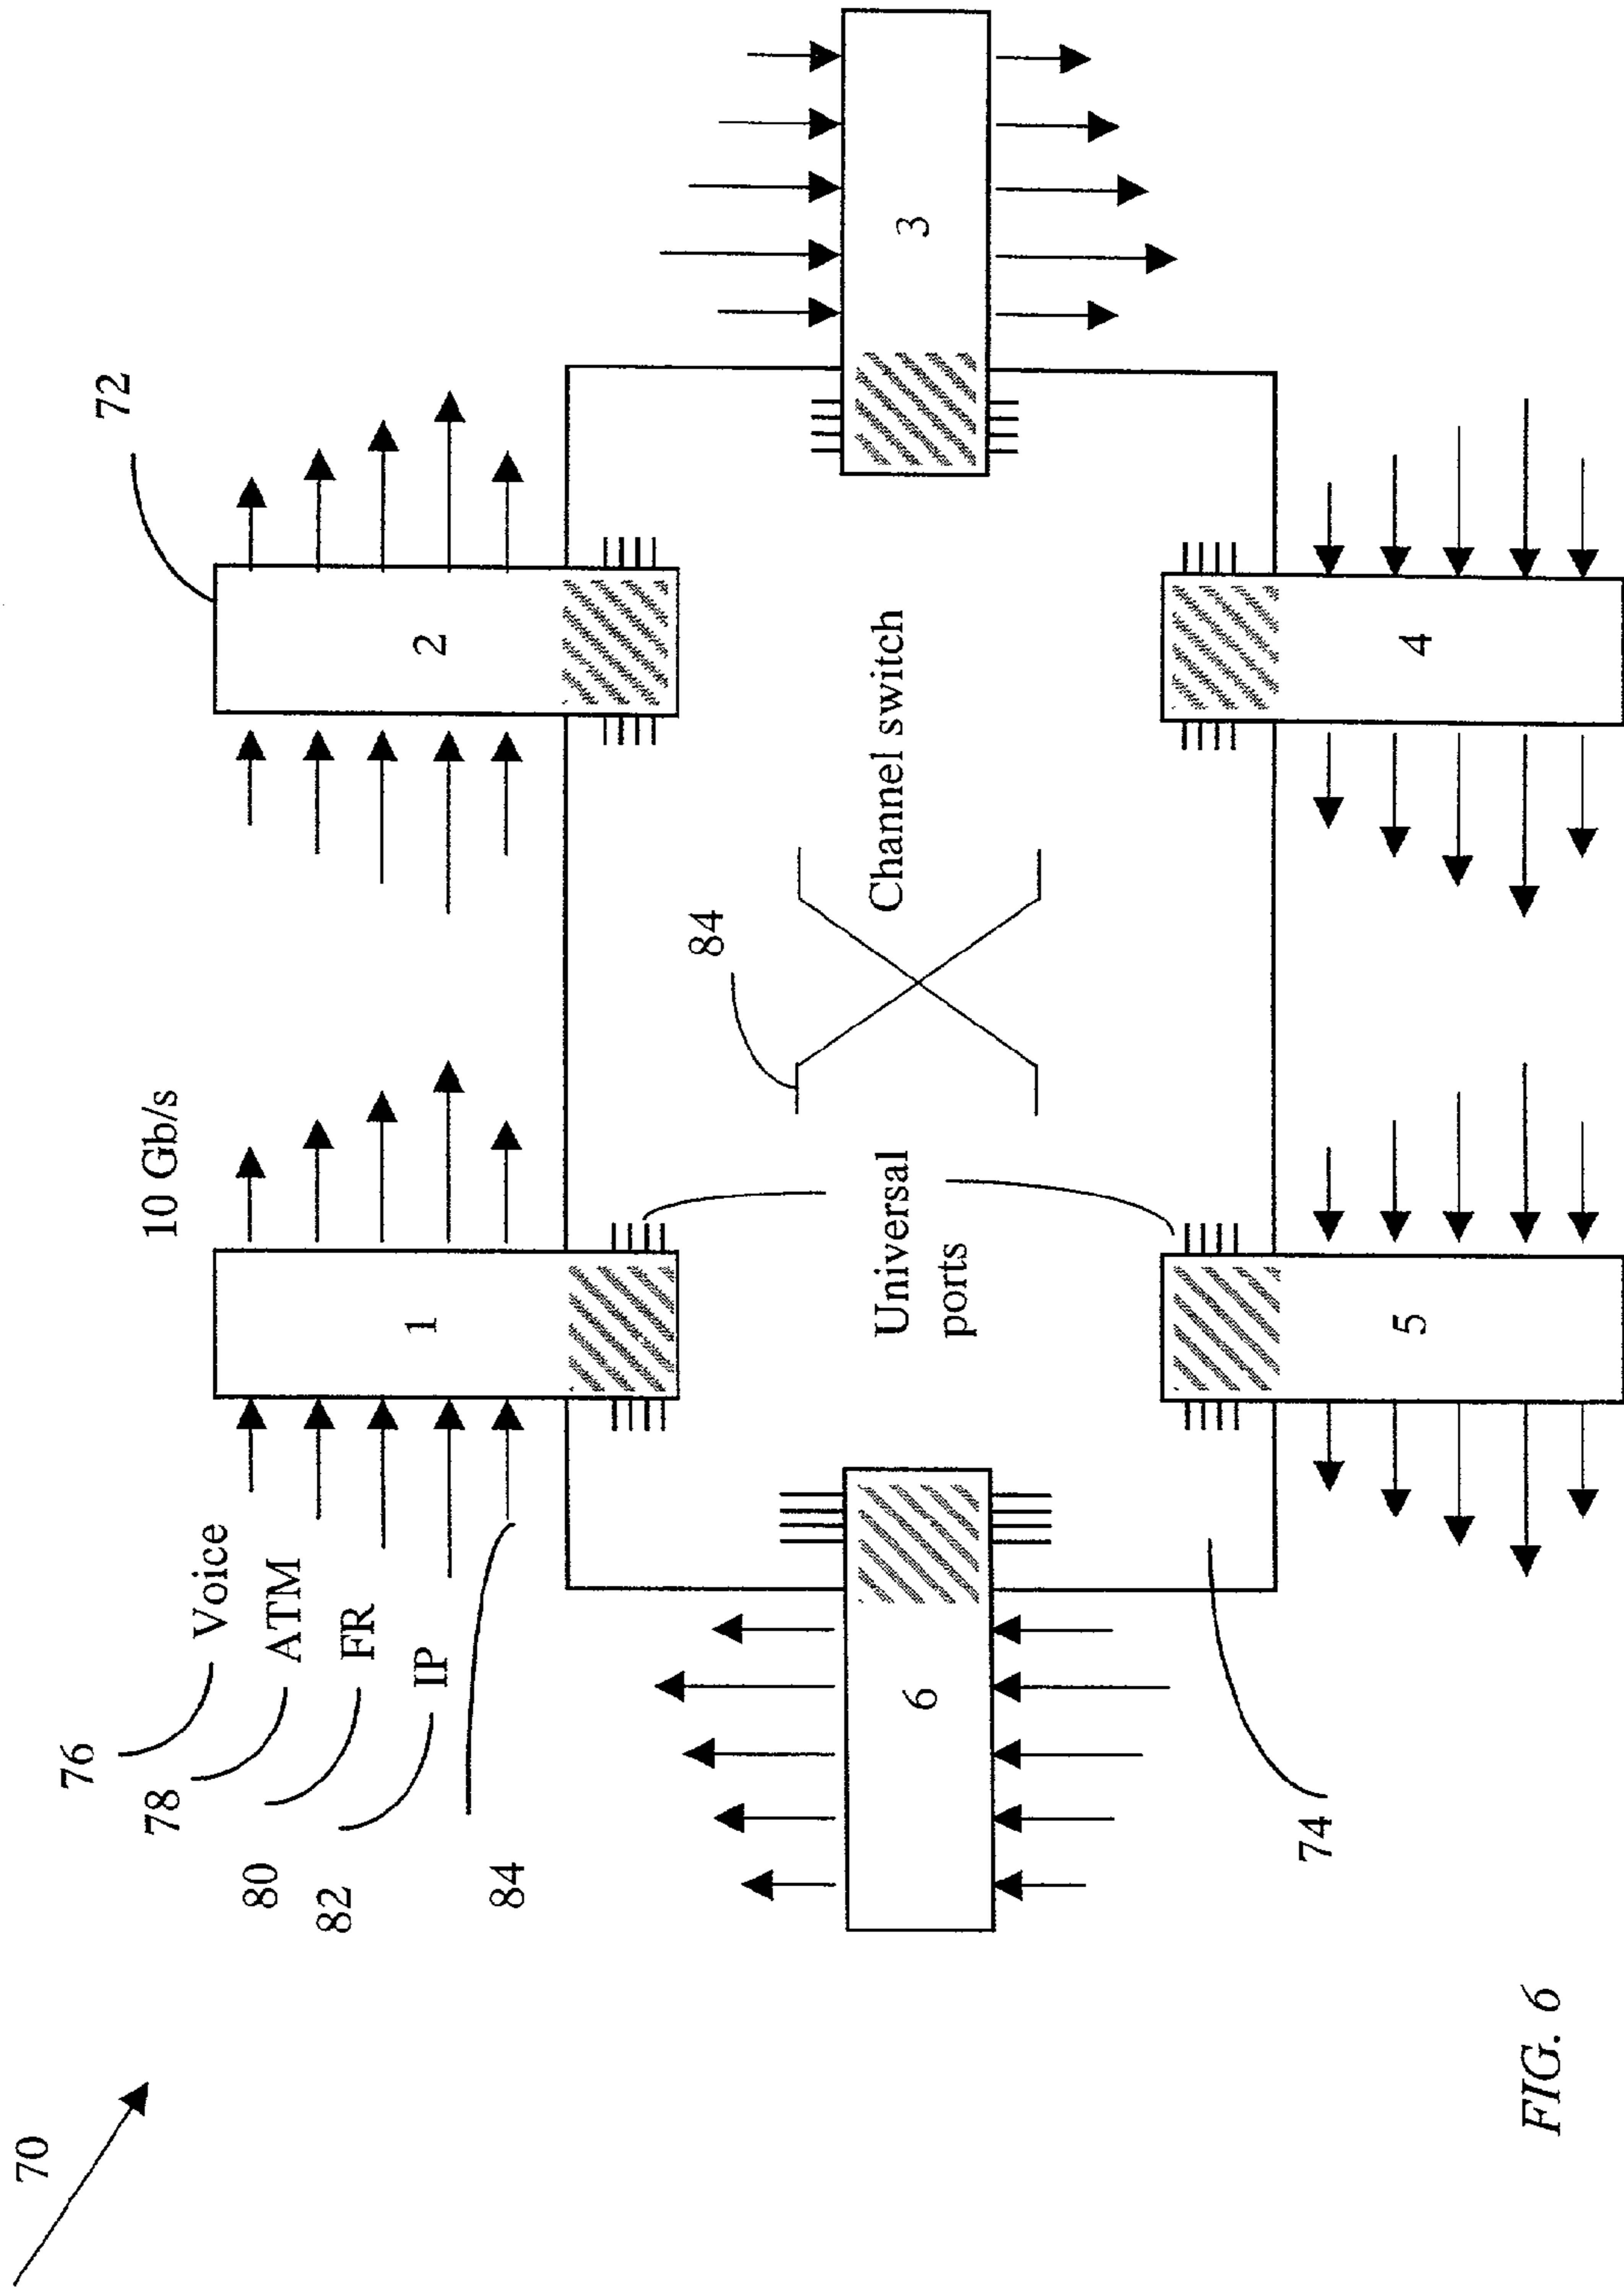 70
76
Voice
78
ATM
80
FR
82
IP
84
10 Gb/s
72
1
2
3
4
5
6
84
Channel switch
Universal
ports
74
FIG. 6